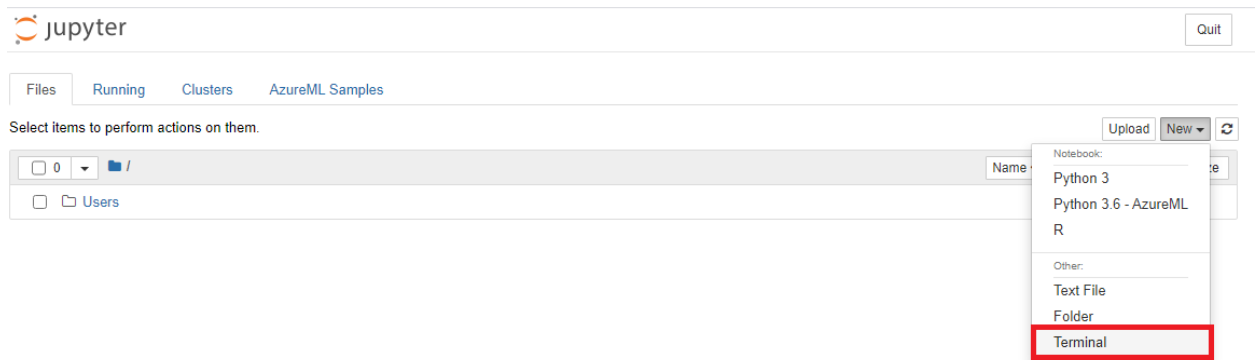 jupyter
Quit
Files Running Clusters AzureML Samples
Select items to perform actions on them.
Upload New
0 /
Name
Users
Notebook:
Python 3
Python 3.6 - AzureML
R
Other:
Text File
Folder
Terminal